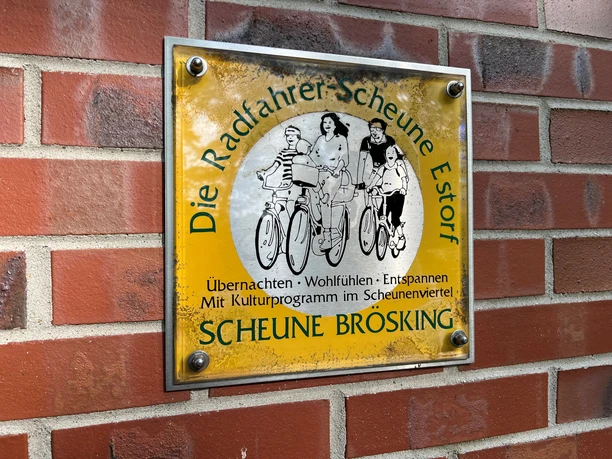 Die Radfahrer-Scheune Estorf
Übernachten · Wohlfühlen · Entspannen
Mit Kulturprogramm im Scheunenviertel
SCHEUNE BRÖSKING